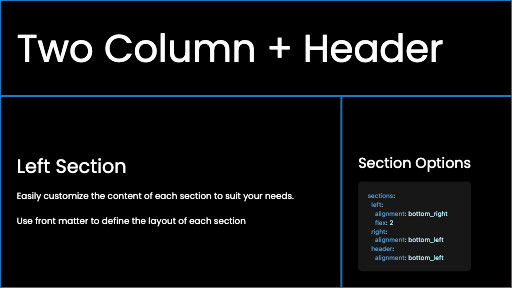 Two Column + Header
Left Section
Easily customize the content of each section to suit your needs.
Use front matter to define the layout of each section
Section Options
sections:
  left:
    alignment: bottom_right
    flex: 2
  right:
    alignment: bottom_left
  header:
    alignment: bottom_left